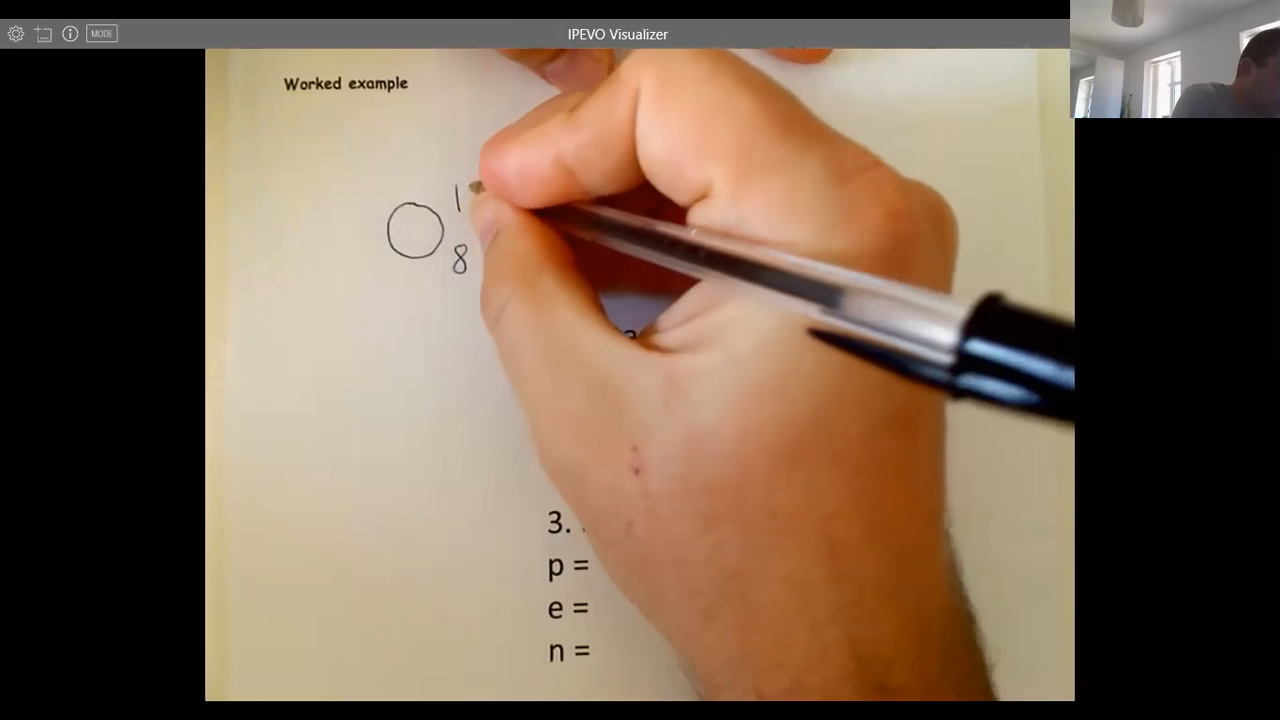 MODE
IPEVO Visualizer
Worked example
O 1
8
3.
p =
e =
n =